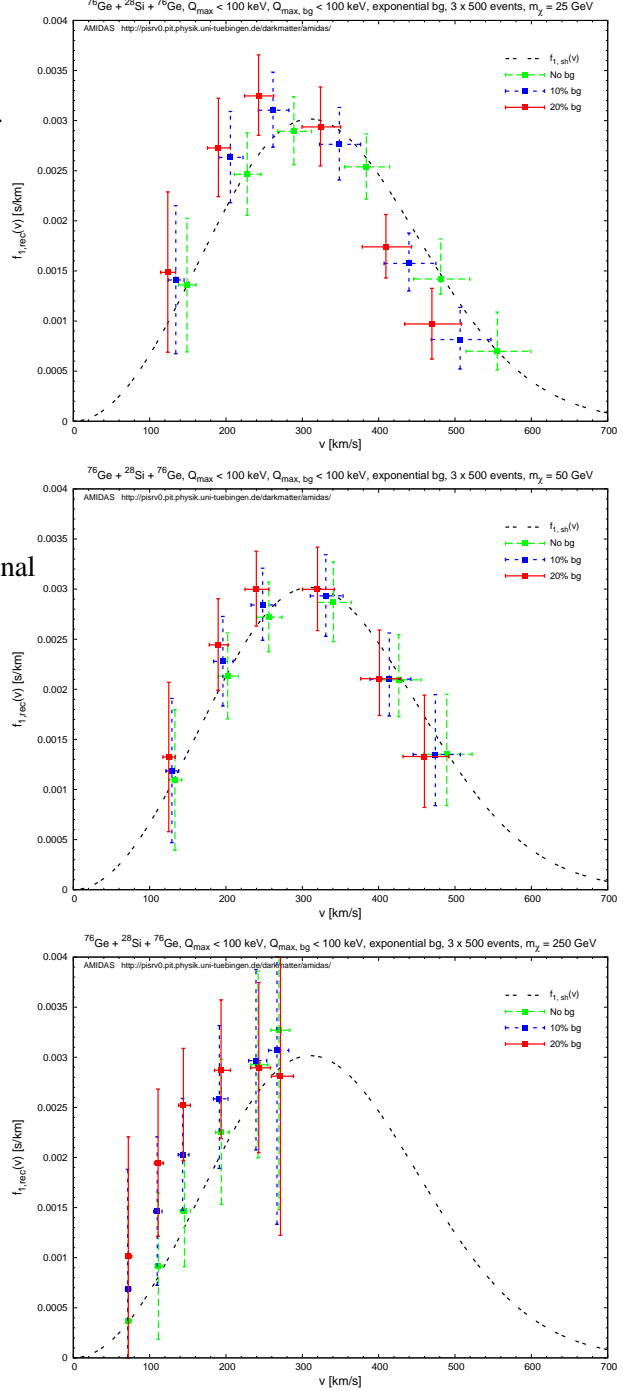 ⁷⁶Ge + ²⁸Si + ⁷⁶Ge, Q_max < 100 keV, Q_max, bg < 100 keV, exponential bg, 3 x 500 events, m_χ = 25 GeV
AMIDAS http://pisrv0.pit.physik.uni-tuebingen.de/darkmatter/amidas/
f_1, sh(v)
No bg
10% bg
20% bg
0.004
0.0035
0.003
0.0025
0.002
0.0015
0.001
0.0005
0
f_1,rec(v) [s/km]
0 100 200 300 400 500 600 700
v [km/s]
⁷⁶Ge + ²⁸Si + ⁷⁶Ge, Q_max < 100 keV, Q_max, bg < 100 keV, exponential bg, 3 x 500 events, m_χ = 50 GeV
AMIDAS http://pisrv0.pit.physik.uni-tuebingen.de/darkmatter/amidas/
f_1, sh(v)
No bg
10% bg
20% bg
nal
0.004
0.0035
0.003
0.0025
0.002
0.0015
0.001
0.0005
0
f_1,rec(v) [s/km]
0 100 200 300 400 500 600 700
v [km/s]
⁷⁶Ge + ²⁸Si + ⁷⁶Ge, Q_max < 100 keV, Q_max, bg < 100 keV, exponential bg, 3 x 500 events, m_χ = 250 GeV
AMIDAS http://pisrv0.pit.physik.uni-tuebingen.de/darkmatter/amidas/
f_1, sh(v)
No bg
10% bg
20% bg
0.004
0.0035
0.003
0.0025
0.002
0.0015
0.001
0.0005
0
f_1,rec(v) [s/km]
0 100 200 300 400 500 600 700
v [km/s]